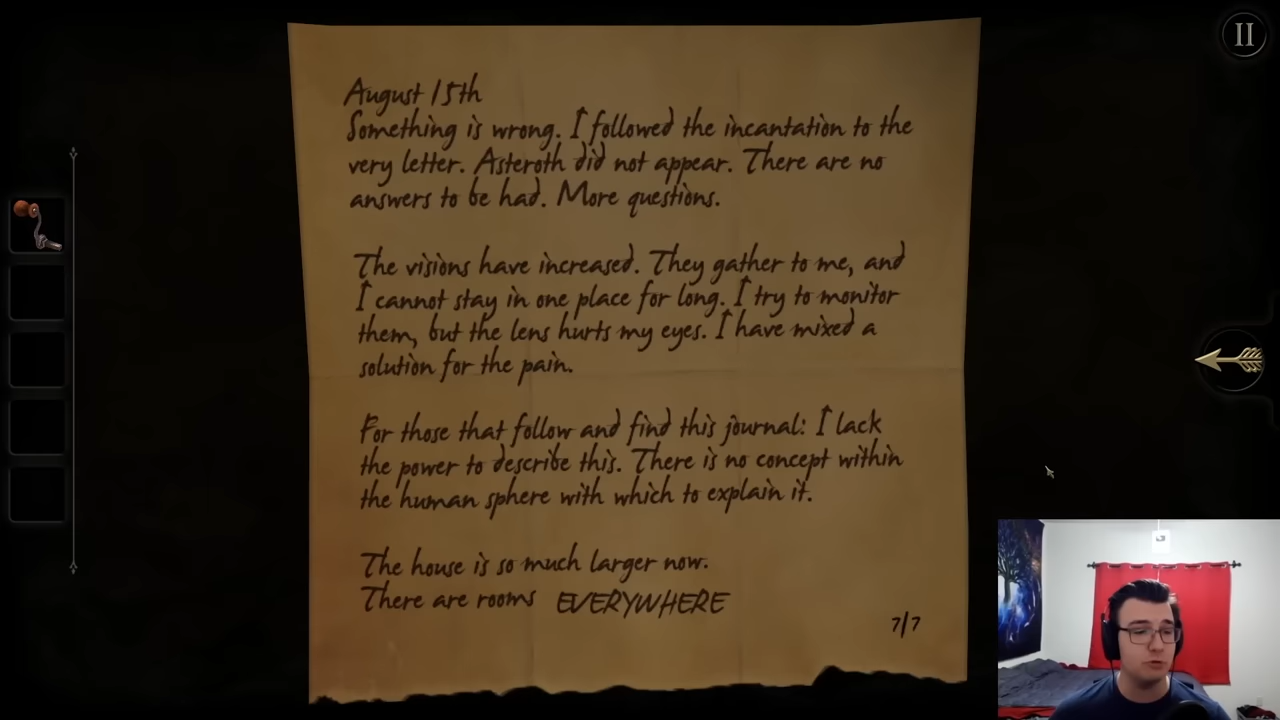 August 15th
Something is wrong. I followed the incantation to the
very letter. Asteroth did not appear. There are no
answers to be had. More questions.
The visions have increased. They gather to me, and
I cannot stay in one place for long. I try to monitor
them, but the lens hurts my eyes. I have mixed a
solution for the pain.
For those that follow and find this journal: I lack
the power to describe this. There is no concept within
the human sphere with which to explain it.
The house is so much larger now.
There are rooms EVERYWHERE
7/7